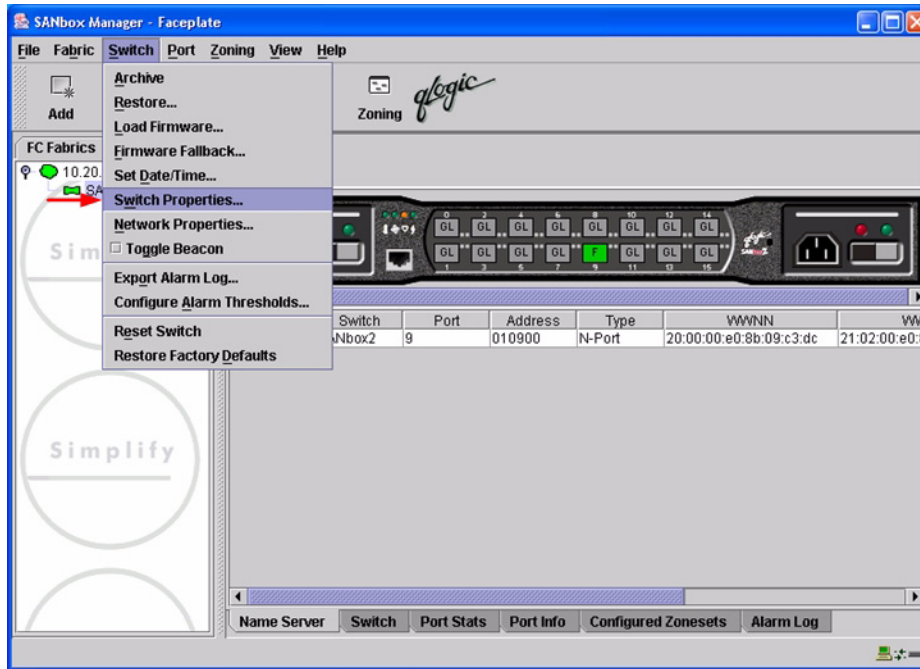 SANbox Manager - Faceplate
File Fabric Switch Port Zoning View Help
Add
Zoning
qlogic
Archive
Restore...
Load Firmware...
Firmware Fallback...
Set Date/Time...
Switch Properties...
Network Properties...
Toggle Beacon
Export Alarm Log...
Configure Alarm Thresholds...
Reset Switch
Restore Factory Defaults
FC Fabrics
10.20.
SA
Sim
Simplify
0 2 4 6 8 10 12 14
GL GL GL GL GL GL GL GL
GL GL GL GL F GL GL GL
1 3 5 7 9 11 13 15
Switch Port Address Type WWNN WW
Nbox2 9 010900 N-Port 20:00:00:e0:8b:09:c3:dc 21:02:00:e0:
Name Server Switch Port Stats Port Info Configured Zonesets Alarm Log